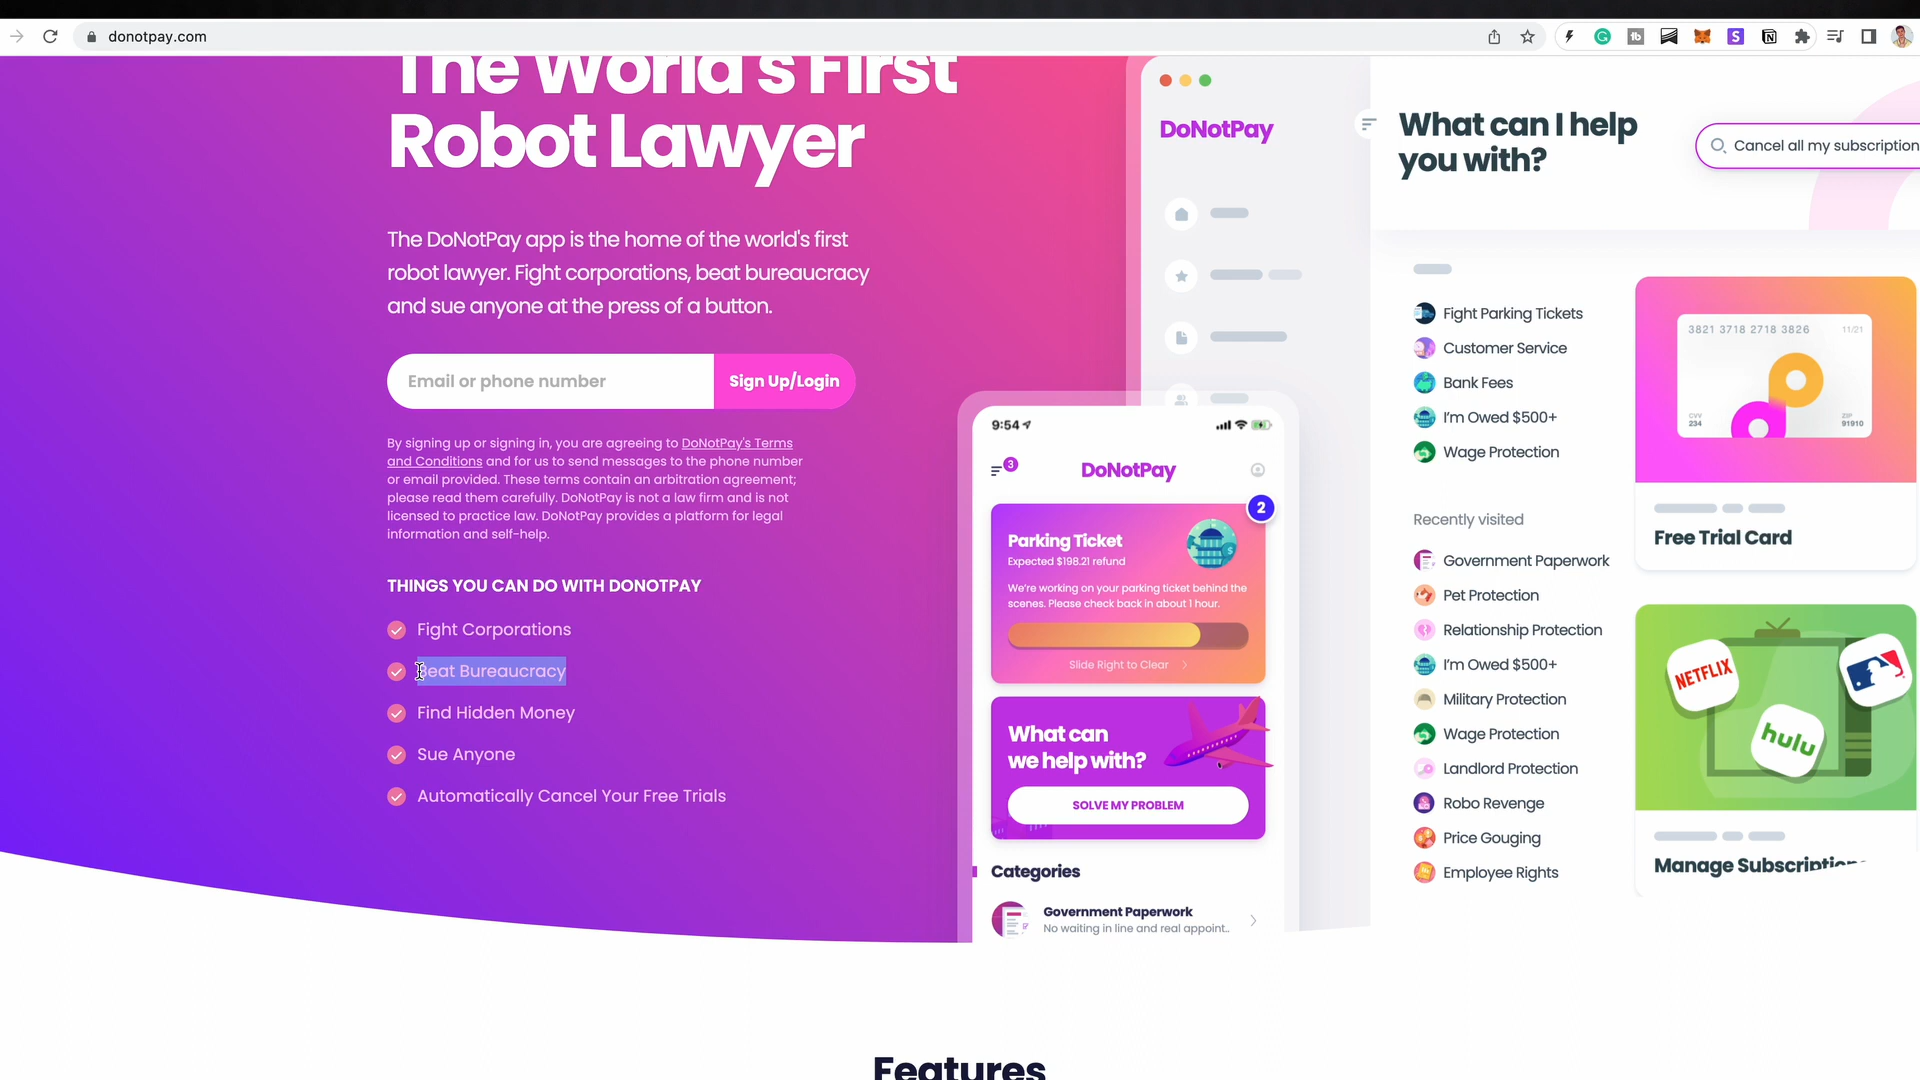 donotpay.com
The World's First
Robot Lawyer
The DoNotPay app is the home of the world's first
robot lawyer. Fight corporations, beat bureaucracy
and sue anyone at the press of a button.
Email or phone number
Sign Up/Login
By signing up or signing in, you are agreeing to DoNotPay's Terms
and Conditions and for us to send messages to the phone number
or email provided. These terms contain an arbitration agreement;
please read them carefully. DoNotPay is not a law firm and is not
licensed to practice law. DoNotPay provides a platform for legal
information and self-help.
THINGS YOU CAN DO WITH DONOTPAY
Fight Corporations
Beat Bureaucracy
Find Hidden Money
Sue Anyone
Automatically Cancel Your Free Trials
DoNotPay
9:54
3
DoNotPay
2
Parking Ticket
Expected $198.21 refund
We're working on your parking ticket behind the
scenes. Please check back in about 1 hour.
Slide Right to Clear
What can
we help with?
SOLVE MY PROBLEM
Categories
Government Paperwork
No waiting in line and real appoint..
What can I help
you with?
Cancel all my subscription
Fight Parking Tickets
Customer Service
Bank Fees
I'm Owed $500+
Wage Protection
Recently visited
Government Paperwork
Pet Protection
Relationship Protection
I'm Owed $500+
Military Protection
Wage Protection
Landlord Protection
Robo Revenge
Price Gouging
Employee Rights
3821 3718 2718 3826
11/21
CVV
234
ZIP
91910
Free Trial Card
NETFLIX
hulu
Manage Subscription
Features